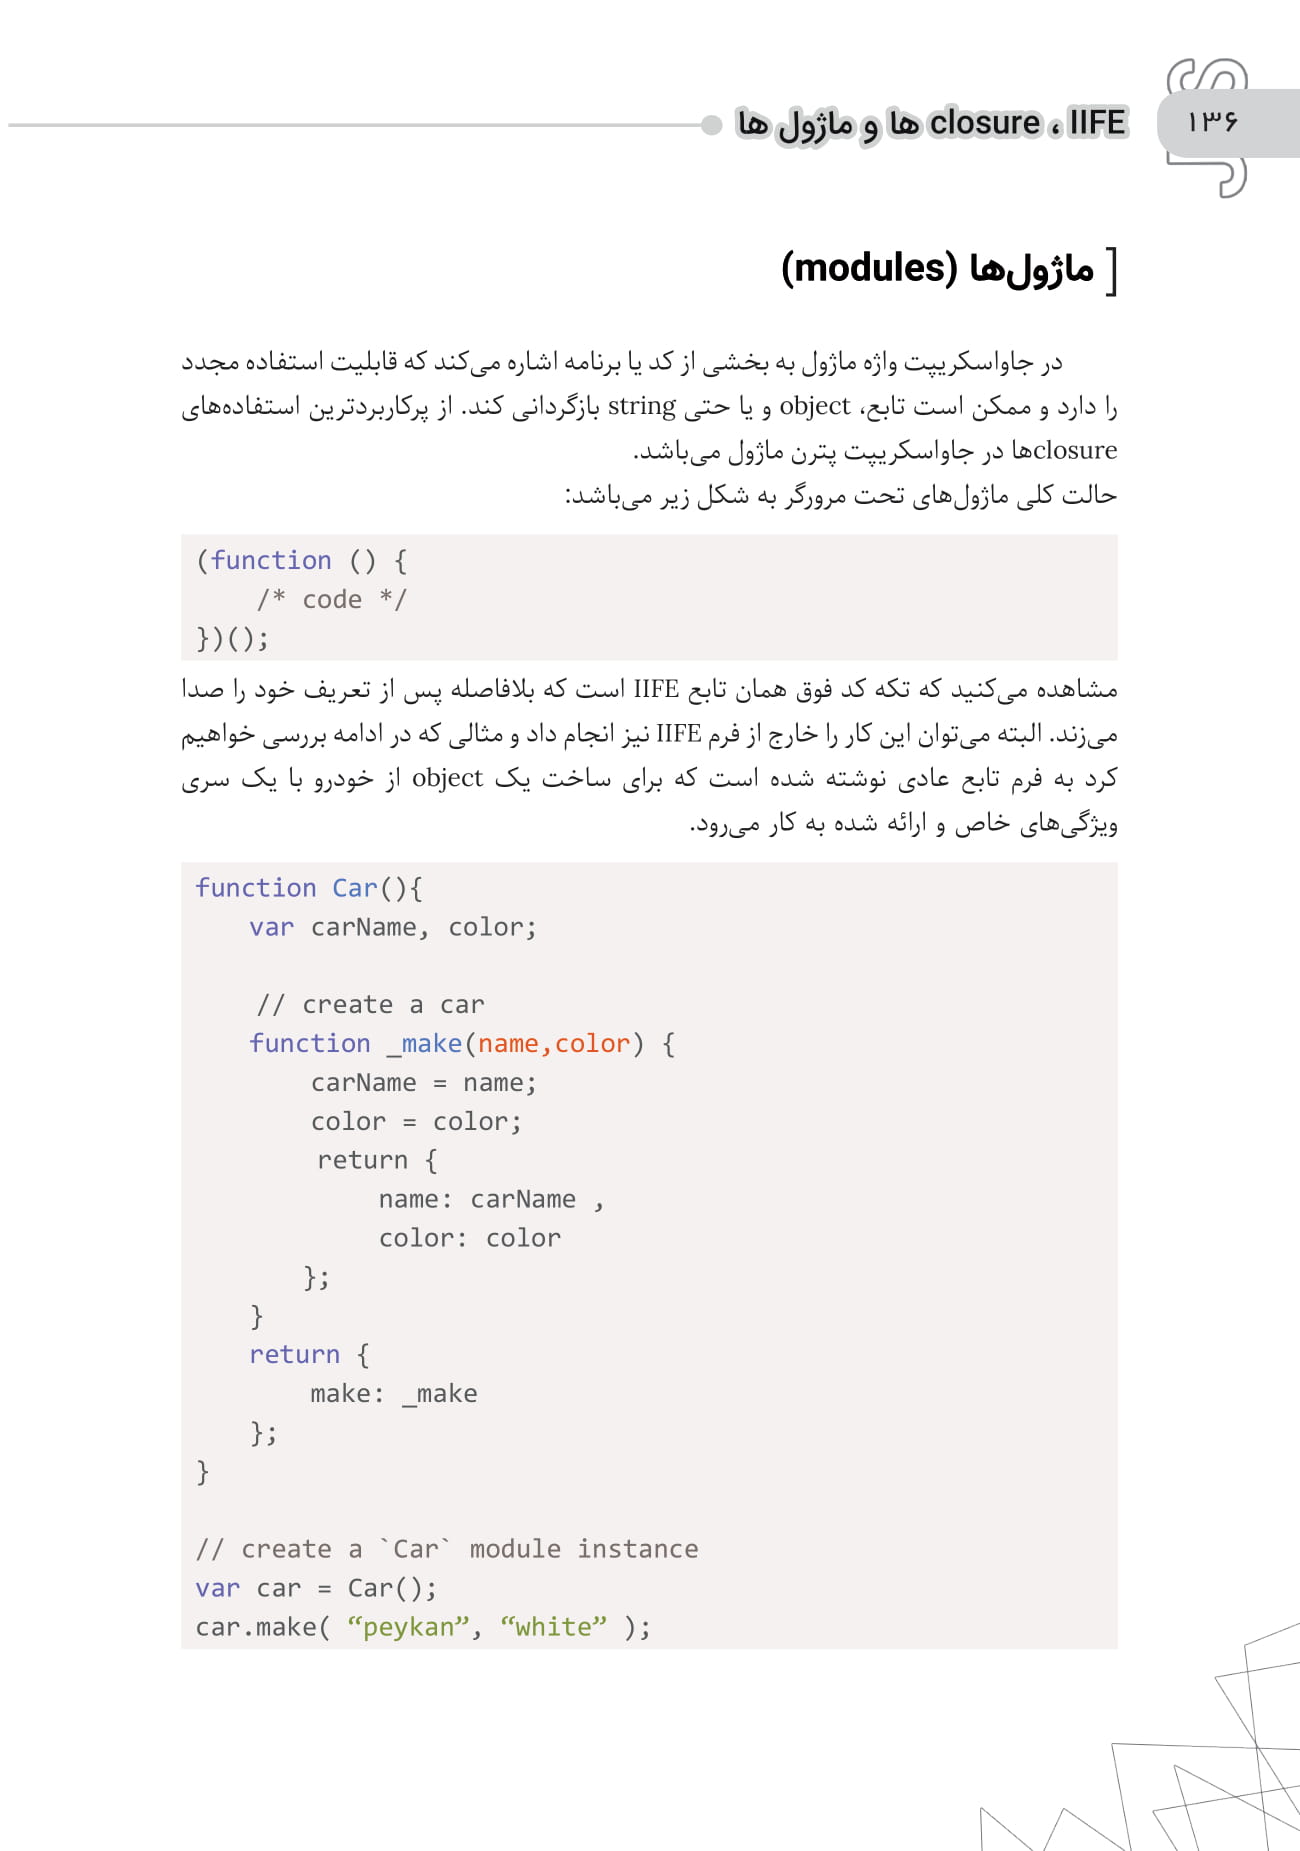 ۱۳۶
IIFE ، closure ها و ماژول ها
ماژول‌ها (modules)
در جاواسکریپت واژه ماژول به بخشی از کد یا برنامه اشاره می‌کند که قابلیت استفاده مجدد
را دارد و ممکن است تابع، object و یا حتی string بازگردانی کند. از پرکاربردترین استفاده‌های
closureها در جاواسکریپت پترن ماژول می‌باشد.
حالت کلی ماژول‌های تحت مرورگر به شکل زیر می‌باشد:
(function () {
    /* code */
})();
مشاهده می‌کنید که تکه کد فوق همان تابع IIFE است که بلافاصله پس از تعریف خود را صدا
می‌زند. البته می‌توان این کار را خارج از فرم IIFE نیز انجام داد و مثالی که در ادامه بررسی خواهیم
کرد به فرم تابع عادی نوشته شده است که برای ساخت یک object از خودرو با یک سری
ویژگی‌های خاص و ارائه شده به کار می‌رود.
function Car(){
    var carName, color;
    // create a car
    function _make(name,color) {
        carName = name;
        color = color;
        return {
            name: carName ,
            color: color
        };
    }
    return {
        make: _make
    };
}
// create a `Car` module instance
var car = Car();
car.make( “peykan”, “white” );